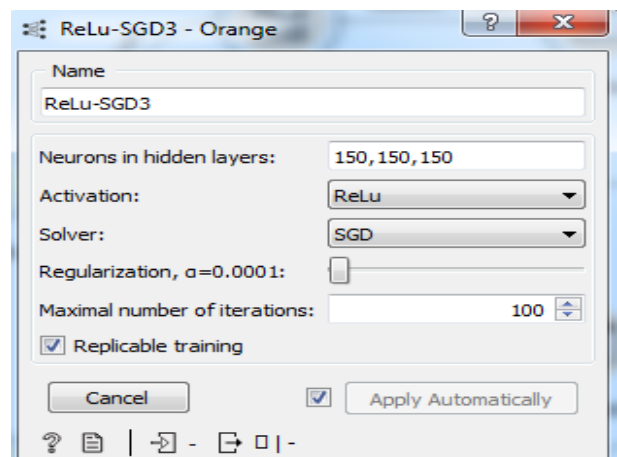 ReLu-SGD3 - Orange
Name
ReLu-SGD3
Neurons in hidden layers: 150,150,150
Activation: ReLu
Solver: SGD
Regularization, α=0.0001:
Maximal number of iterations: 100
Replicable training
Cancel Apply Automatically
? | - | -